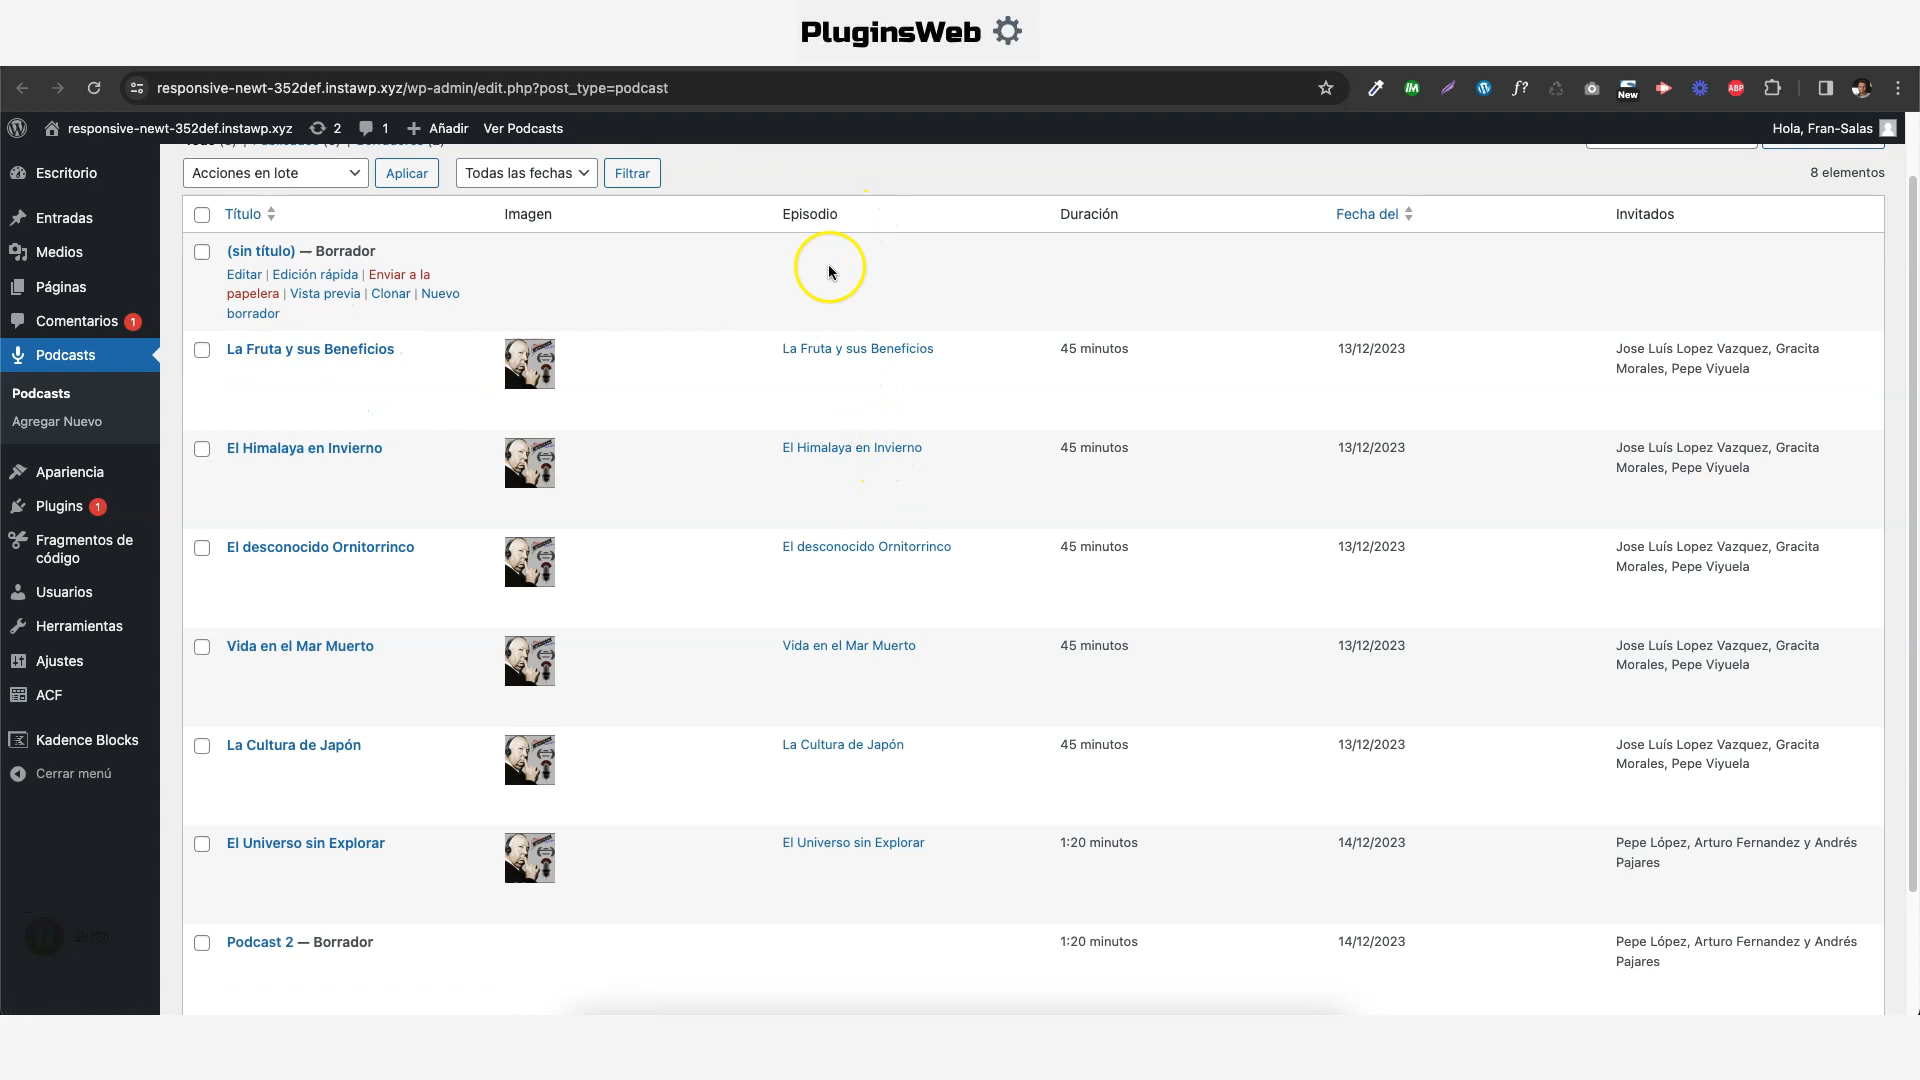 PluginsWeb
responsive-newt-352def.instawp.xyz/wp-admin/edit.php?post_type=podcast
IM
f?
New
ABP
responsive-newt-352def.instawp.xyz
2
1
Añadir
Ver Podcasts
Hola, Fran-Salas
Escritorio
Entradas
Medios
Páginas
Comentarios 1
Podcasts
Podcasts
Agregar Nuevo
Apariencia
Plugins 1
Fragmentos de
código
Usuarios
Herramientas
Ajustes
ACF
Kadence Blocks
Cerrar menú
Acciones en lote
Aplicar
Todas las fechas
Filtrar
8 elementos
Título
Imagen
Episodio
Duración
Fecha del
Invitados
(sin título) — Borrador
Editar | Edición rápida | Enviar a la
papelera | Vista previa | Clonar | Nuevo
borrador
La Fruta y sus Beneficios
La Fruta y sus Beneficios
45 minutos
13/12/2023
Jose Luís Lopez Vazquez, Gracita
Morales, Pepe Viyuela
El Himalaya en Invierno
El Himalaya en Invierno
45 minutos
13/12/2023
Jose Luís Lopez Vazquez, Gracita
Morales, Pepe Viyuela
El desconocido Ornitorrinco
El desconocido Ornitorrinco
45 minutos
13/12/2023
Jose Luís Lopez Vazquez, Gracita
Morales, Pepe Viyuela
Vida en el Mar Muerto
Vida en el Mar Muerto
45 minutos
13/12/2023
Jose Luís Lopez Vazquez, Gracita
Morales, Pepe Viyuela
La Cultura de Japón
La Cultura de Japón
45 minutos
13/12/2023
Jose Luís Lopez Vazquez, Gracita
Morales, Pepe Viyuela
El Universo sin Explorar
El Universo sin Explorar
1:20 minutos
14/12/2023
Pepe López, Arturo Fernandez y Andrés
Pajares
Podcast 2 — Borrador
1:20 minutos
14/12/2023
Pepe López, Arturo Fernandez y Andrés
Pajares